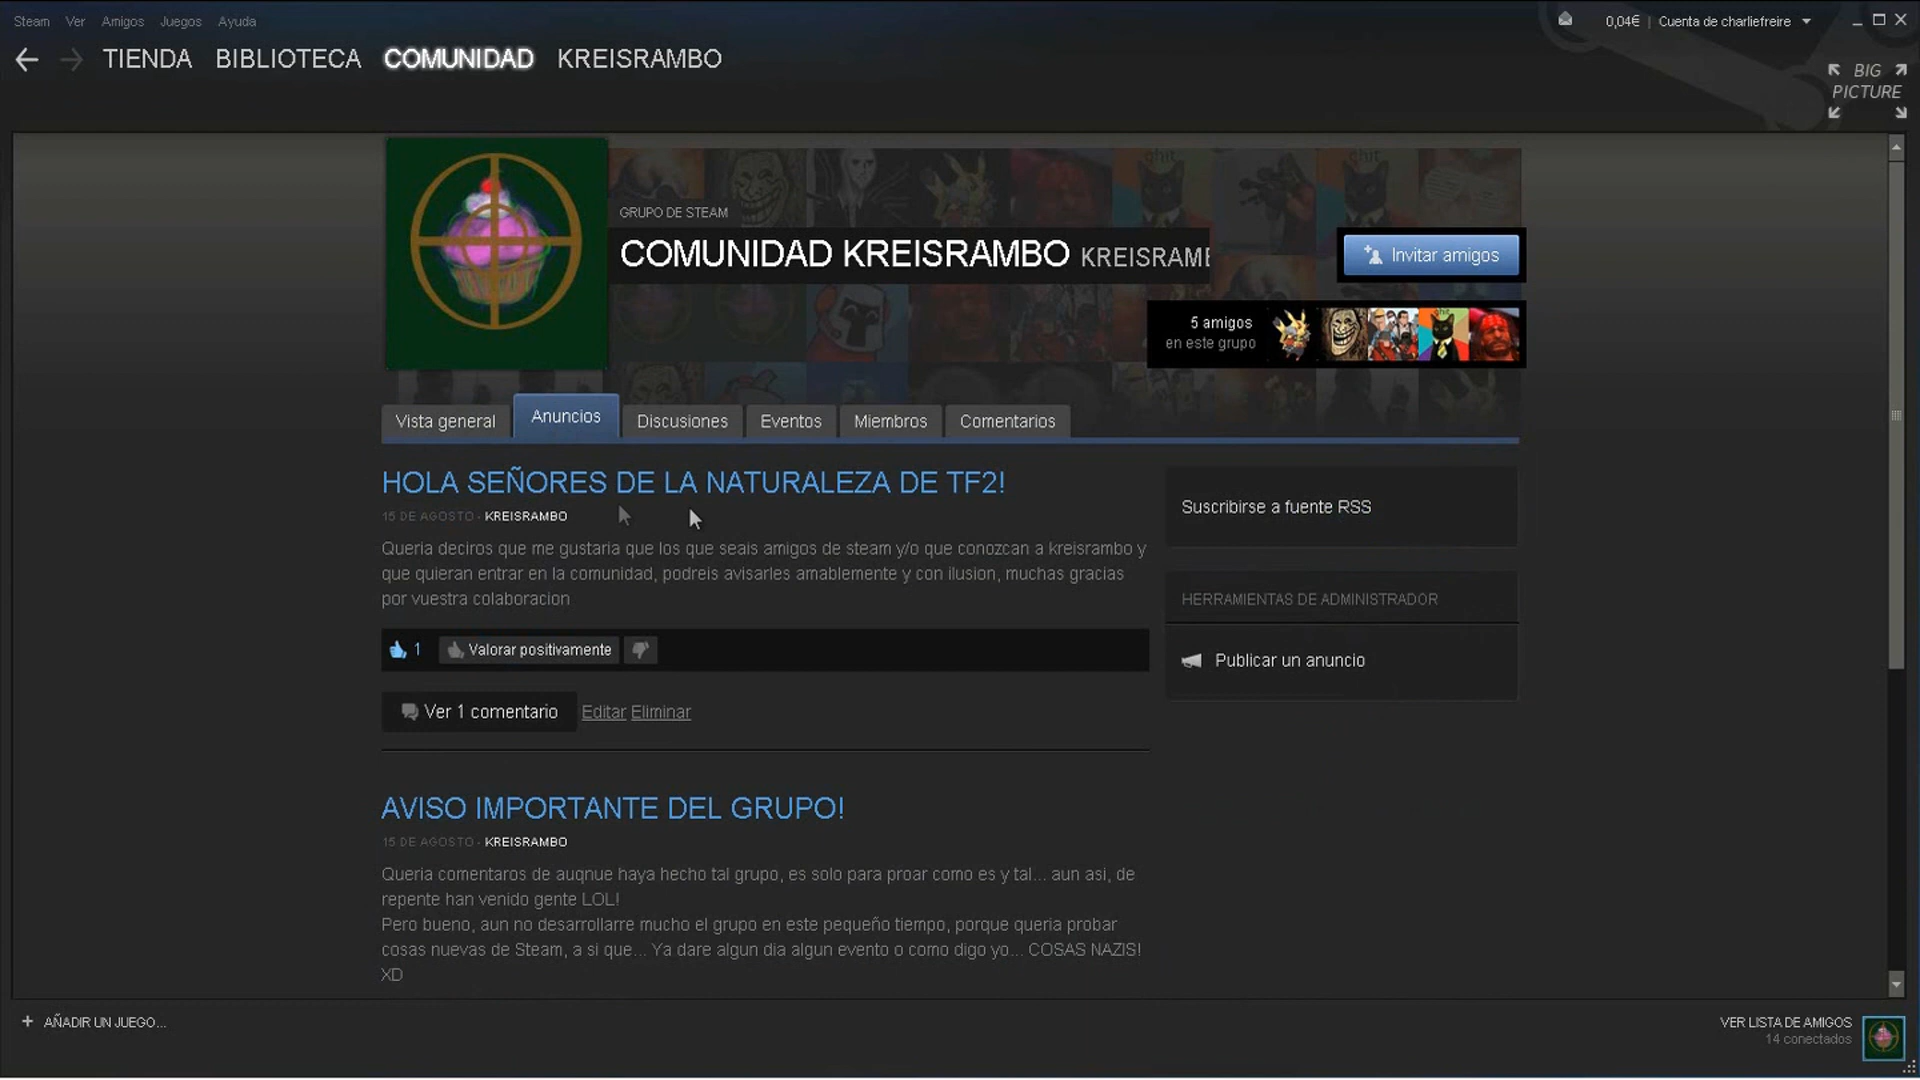 Steam Ver Amigos Juegos Ayuda
0,04€ | Cuenta de charliefreire
TIENDA BIBLIOTECA COMUNIDAD KREISRAMBO
BIG
PICTURE
GRUPO DE STEAM
COMUNIDAD KREISRAMBO
Invitar amigos
5 amigos
en este grupo
Vista general Anuncios Discusiones Eventos Miembros Comentarios
HOLA SEÑORES DE LA NATURALEZA DE TF2!
15 DE AGOSTO - KREISRAMBO
Queria deciros que me gustaria que los que seais amigos de steam y/o que conozcan a kreisrambo y
que quieran entrar en la comunidad, podreis avisarles amablemente y con ilusion, muchas gracias
por vuestra colaboracion
1 Valorar positivamente
Ver 1 comentario Editar Eliminar
Suscribirse a fuente RSS
HERRAMIENTAS DE ADMINISTRADOR
Publicar un anuncio
AVISO IMPORTANTE DEL GRUPO!
15 DE AGOSTO - KREISRAMBO
Queria comentaros de auqnue haya hecho tal grupo, es solo para proar como es y tal... aun asi, de
repente han venido gente LOL!
Pero bueno, aun no desarrollarre mucho el grupo en este pequeño tiempo, porque queria probar
cosas nuevas de Steam, a si que... Ya dare algun dia algun evento o como digo yo... COSAS NAZIS!
XD
+ AÑADIR UN JUEGO...
VER LISTA DE AMIGOS
14 conectados